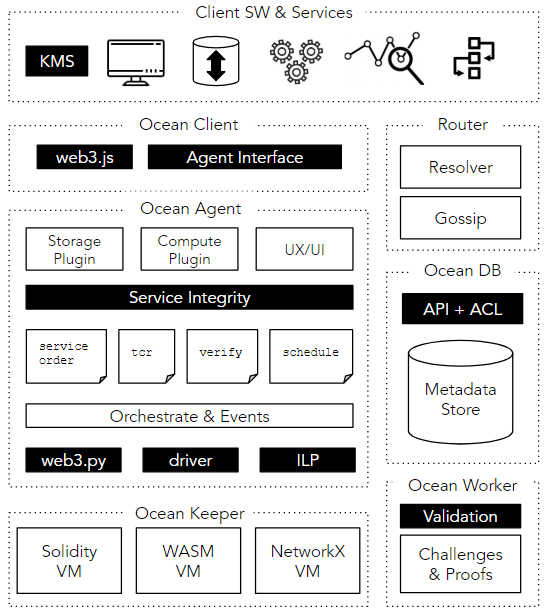 Client SW & Services
KMS
Ocean Client
web3.js
Agent Interface
Router
Resolver
Gossip
Ocean Agent
Storage
Plugin
Compute
Plugin
UX/UI
Service Integrity
service
order
tcr
verify
schedule
Orchestrate & Events
web3.py
driver
ILP
Ocean DB
API + ACL
Metadata
Store
Ocean Keeper
Solidity
VM
WASM
VM
NetworkX
VM
Ocean Worker
Validation
Challenges
& Proofs